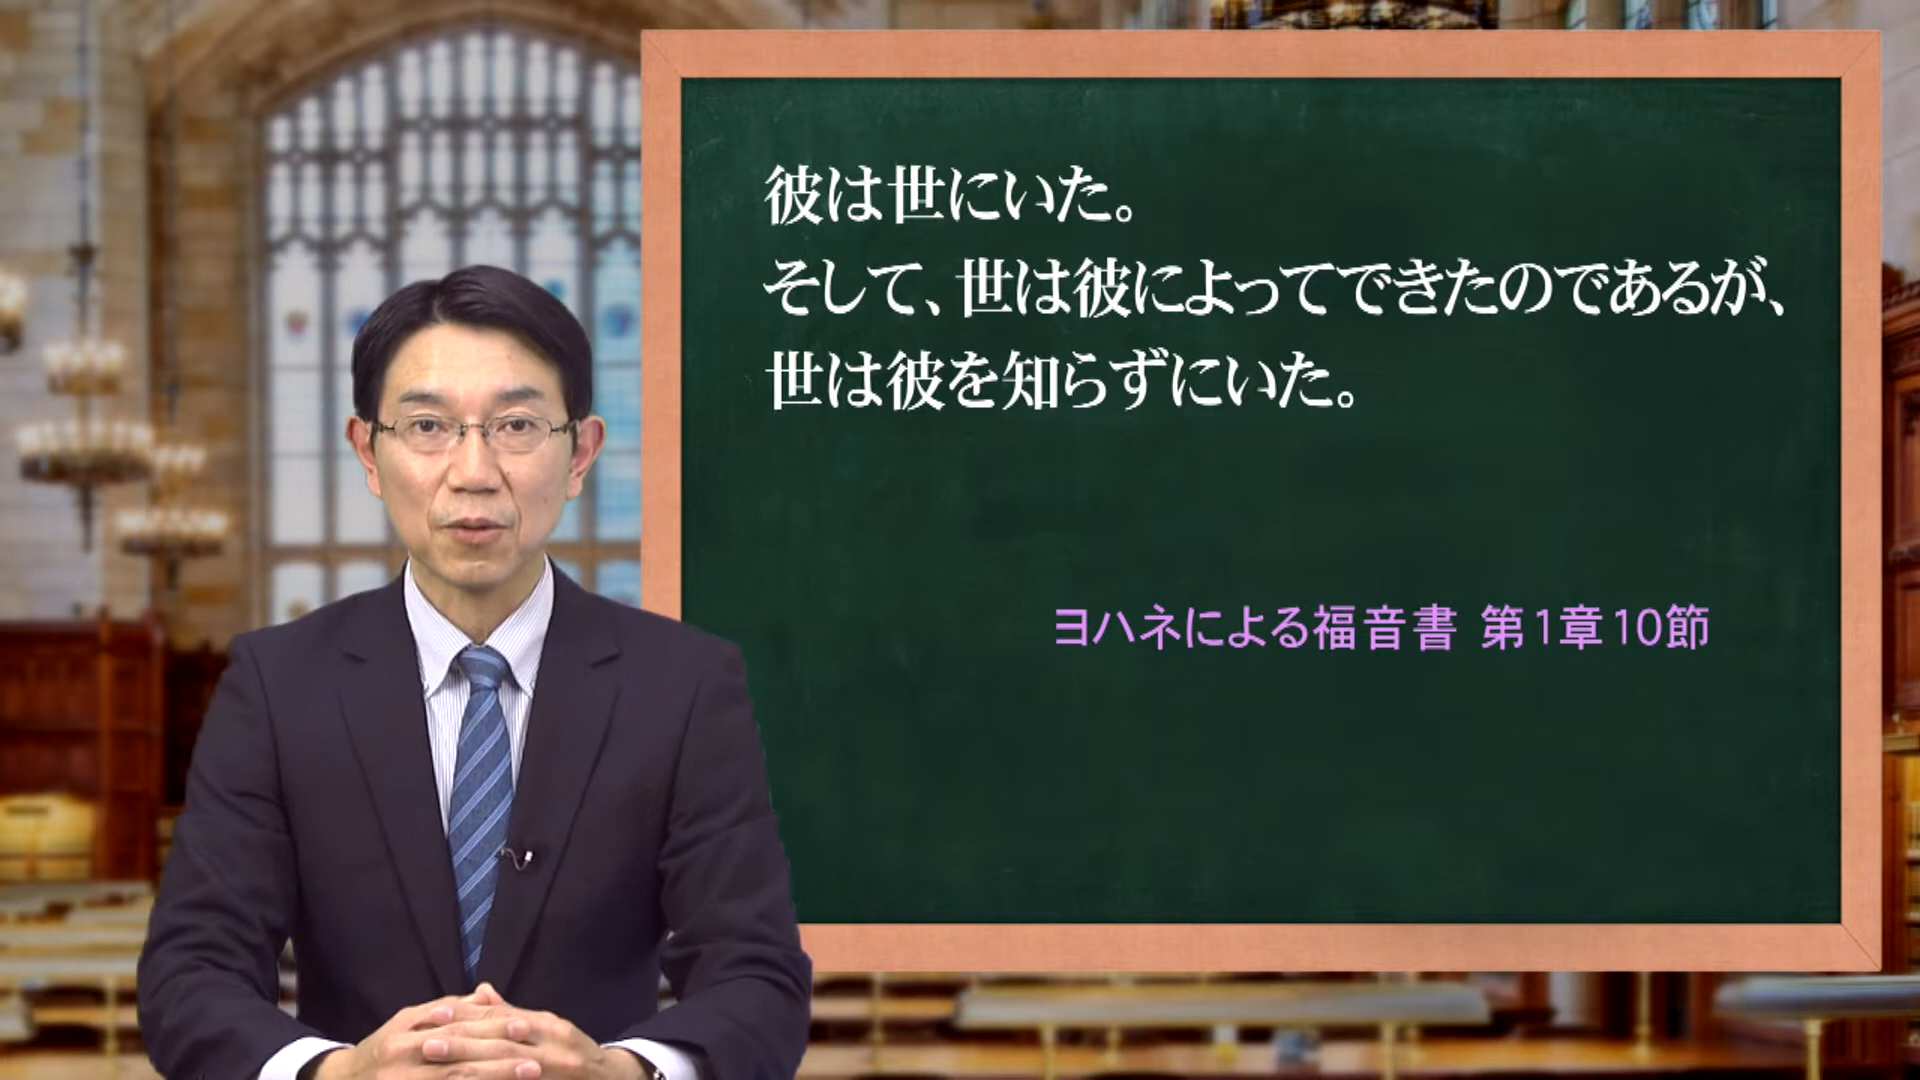 彼は世にいた。
そして、世は彼によってできたのであるが、
世は彼を知らずにいた。
ヨハネによる福音書 第1章10節